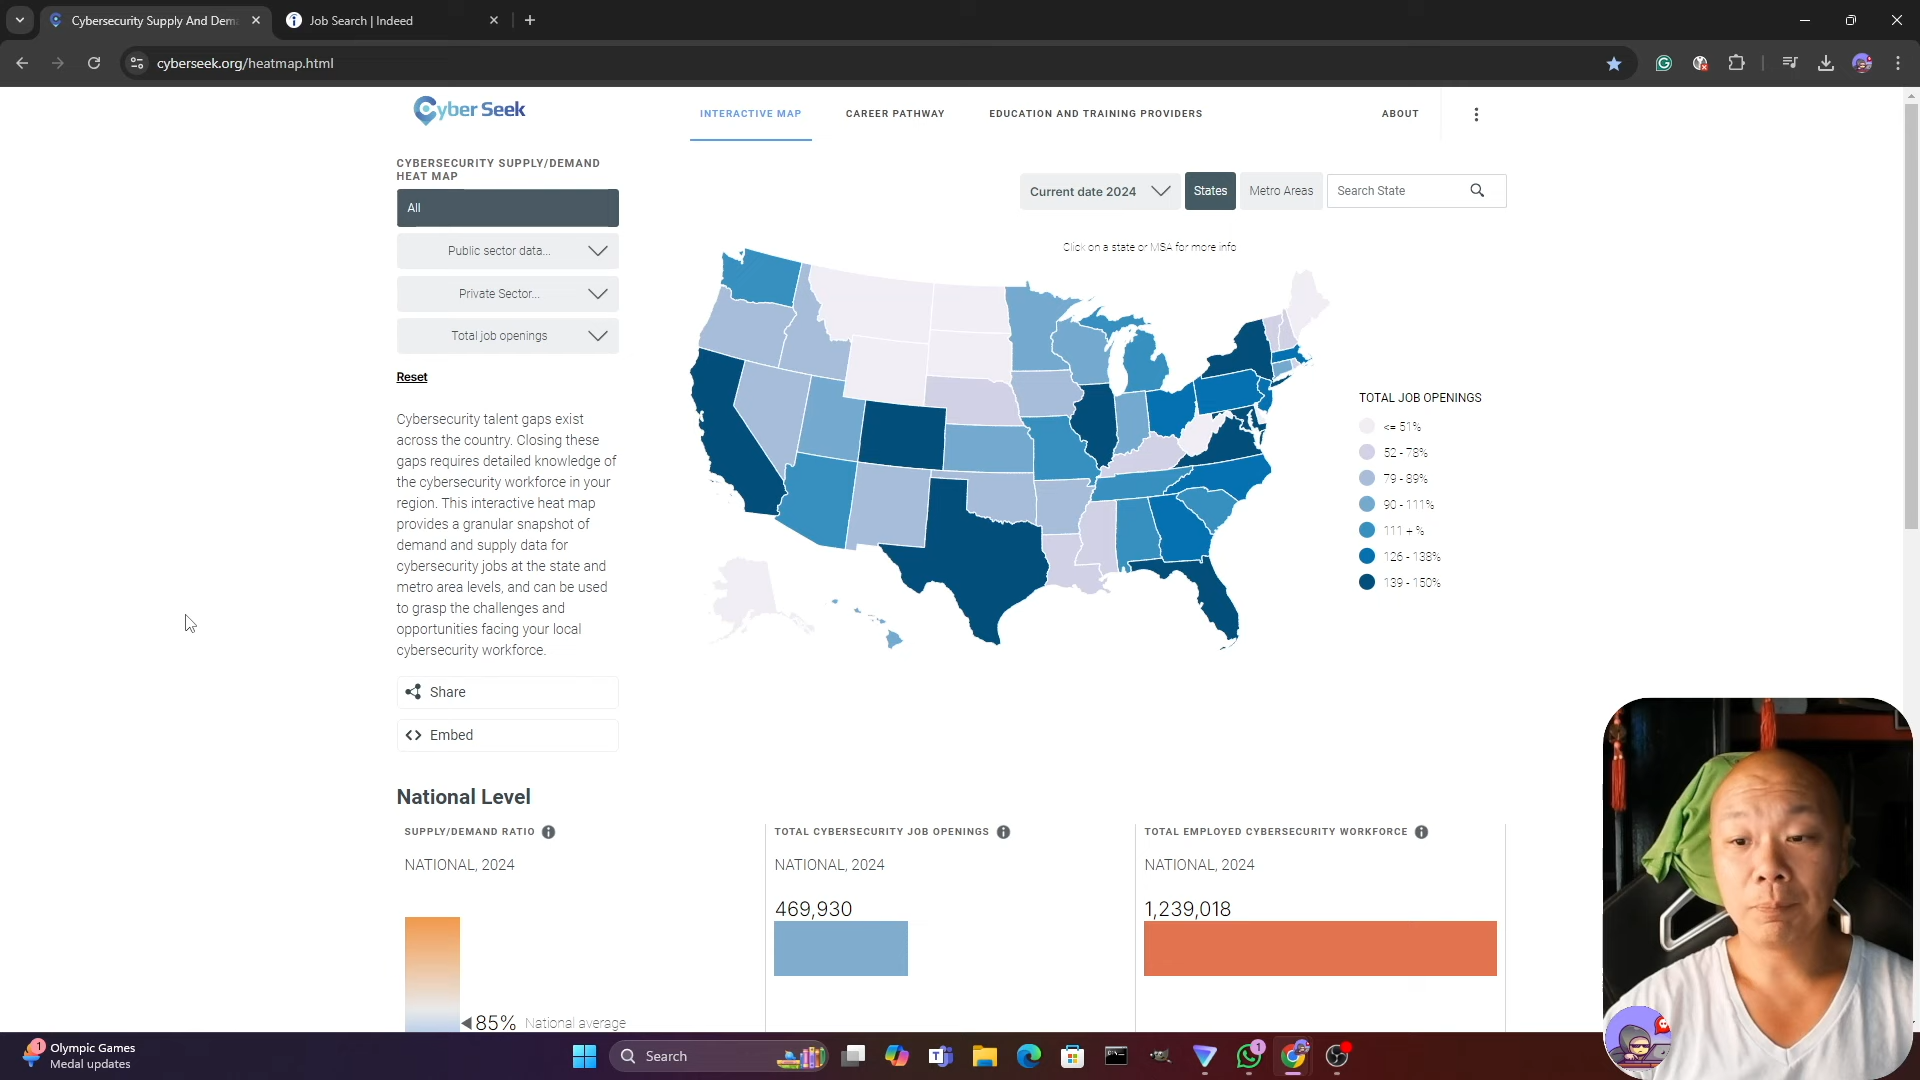 Cybersecurity Supply And Dem
Job Search | Indeed
cyberseek.org/heatmap.html
Cyber Seek
INTERACTIVE MAP
CAREER PATHWAY
EDUCATION AND TRAINING PROVIDERS
ABOUT
CYBERSECURITY SUPPLY/DEMAND
HEAT MAP
All
Public sector data...
Private Sector...
Total job openings
Reset
Cybersecurity talent gaps exist
across the country. Closing these
gaps requires detailed knowledge of
the cybersecurity workforce in your
region. This interactive heat map
provides a granular snapshot of
demand and supply data for
cybersecurity jobs at the state and
metro area levels, and can be used
to grasp the challenges and
opportunities facing your local
cybersecurity workforce.
Share
Embed
Current date 2024
States
Metro Areas
Search State
Click on a state or MSA for more info
TOTAL JOB OPENINGS
<= 51%
52 - 78%
79 - 89%
90 - 111%
111 + %
126 - 138%
139 - 150%
National Level
SUPPLY/DEMAND RATIO
NATIONAL, 2024
85% National average
TOTAL CYBERSECURITY JOB OPENINGS
NATIONAL, 2024
469,930
TOTAL EMPLOYED CYBERSECURITY WORKFORCE
NATIONAL, 2024
1,239,018
1
Olympic Games
Medal updates
Search
1